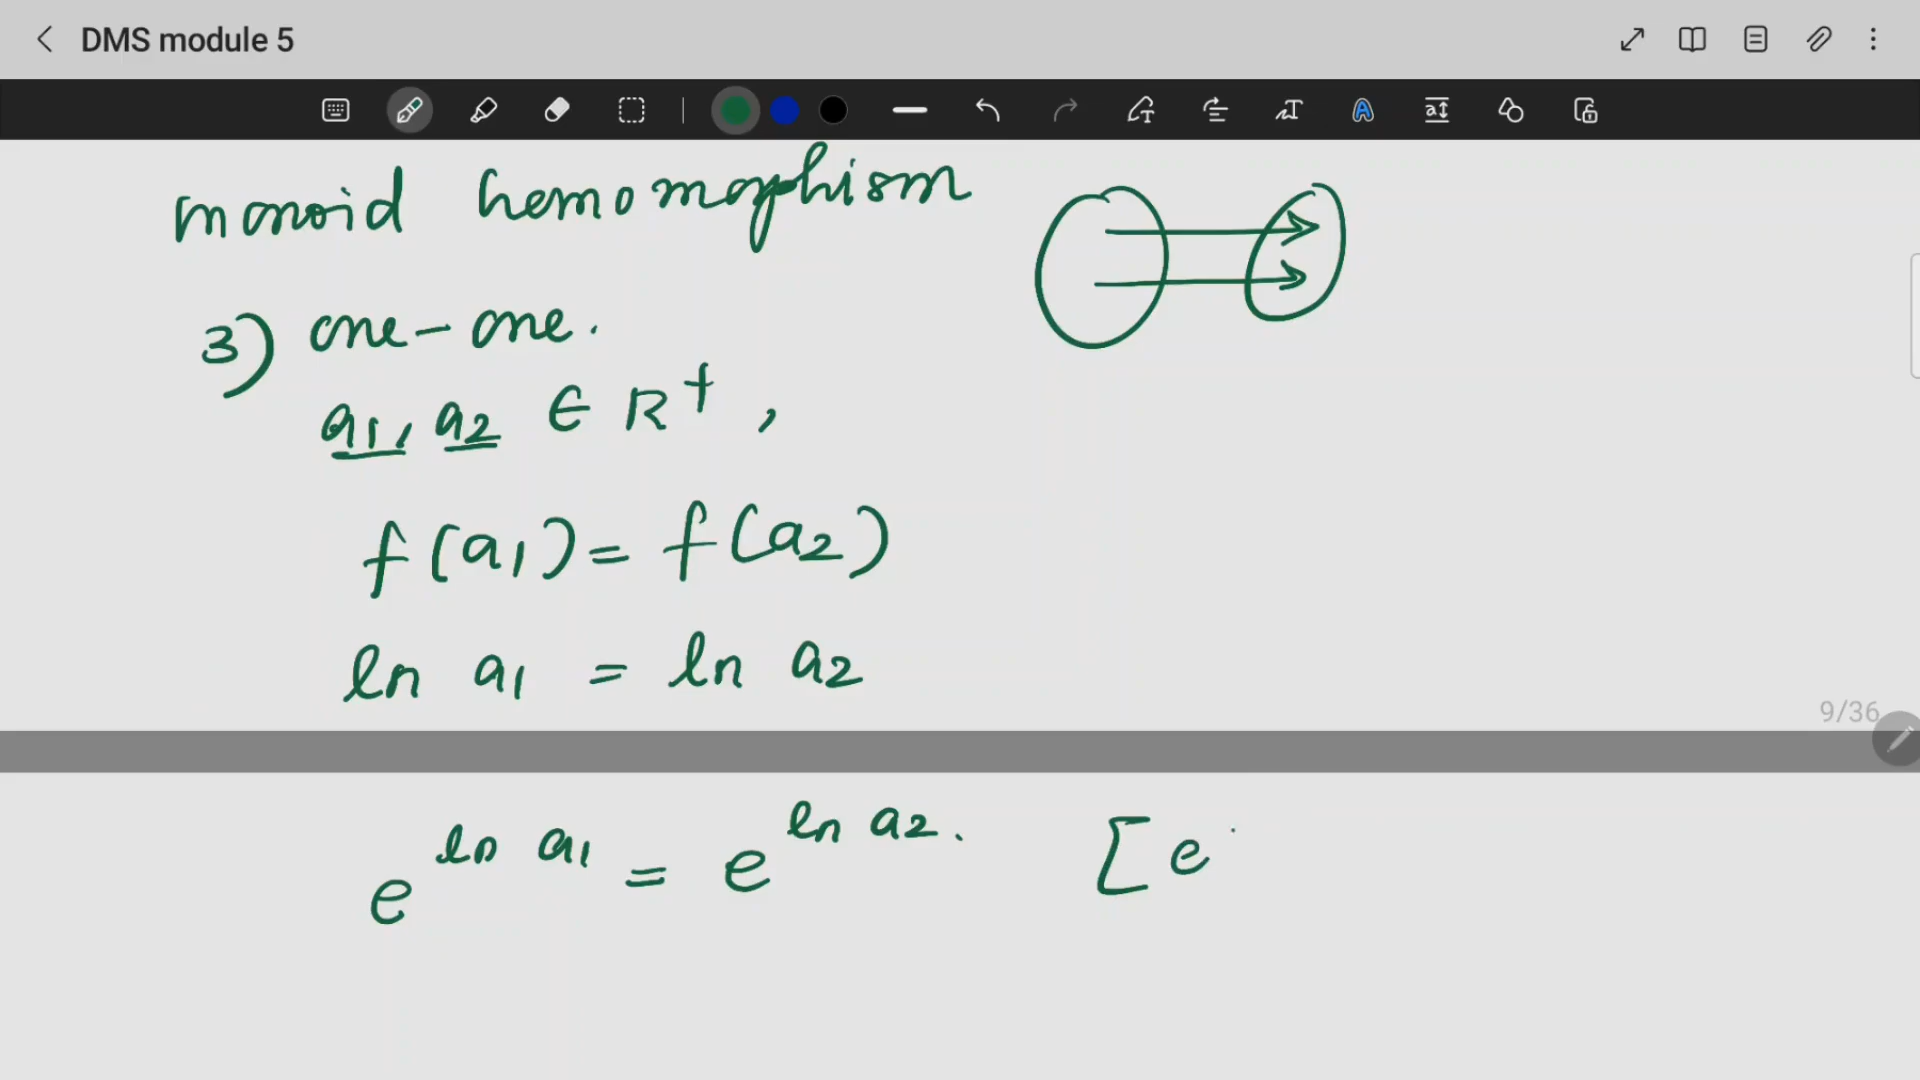 DMS module 5
monoid homomorphism
3) one-one.
a1, a2 ∈ R⁺,
f(a1) = f(a2)
ln a1 = ln a2
9/36
e^{ln a1} = e^{ln a2}. [e